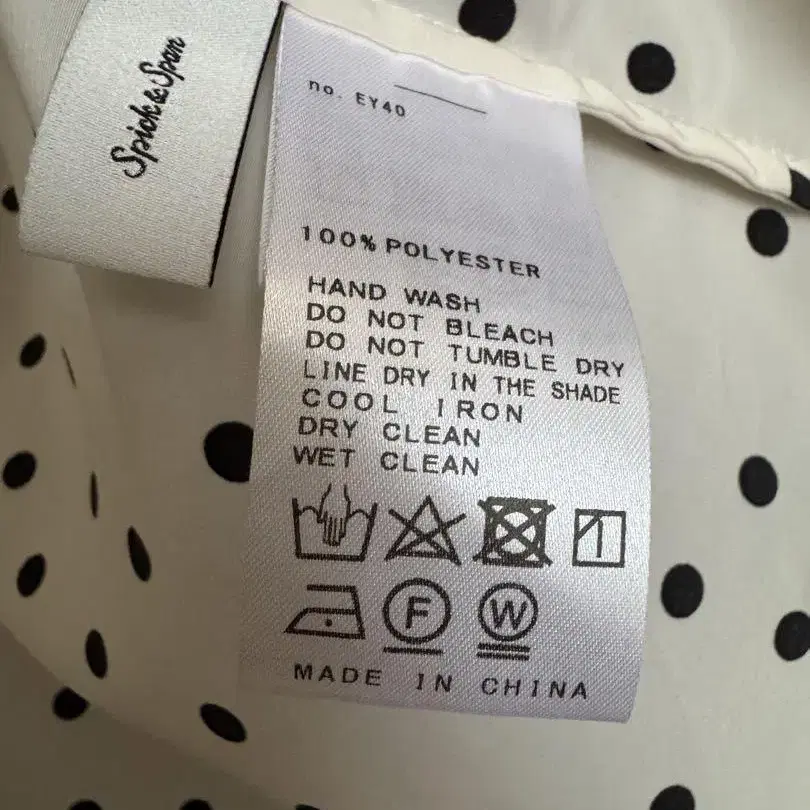 Spick & Span
no. EY40
100% POLYESTER
HAND WASH
DO NOT BLEACH
DO NOT TUMBLE DRY
LINE DRY IN THE SHADE
COOL IRON
DRY CLEAN
WET CLEAN
F W
MADE IN CHINA